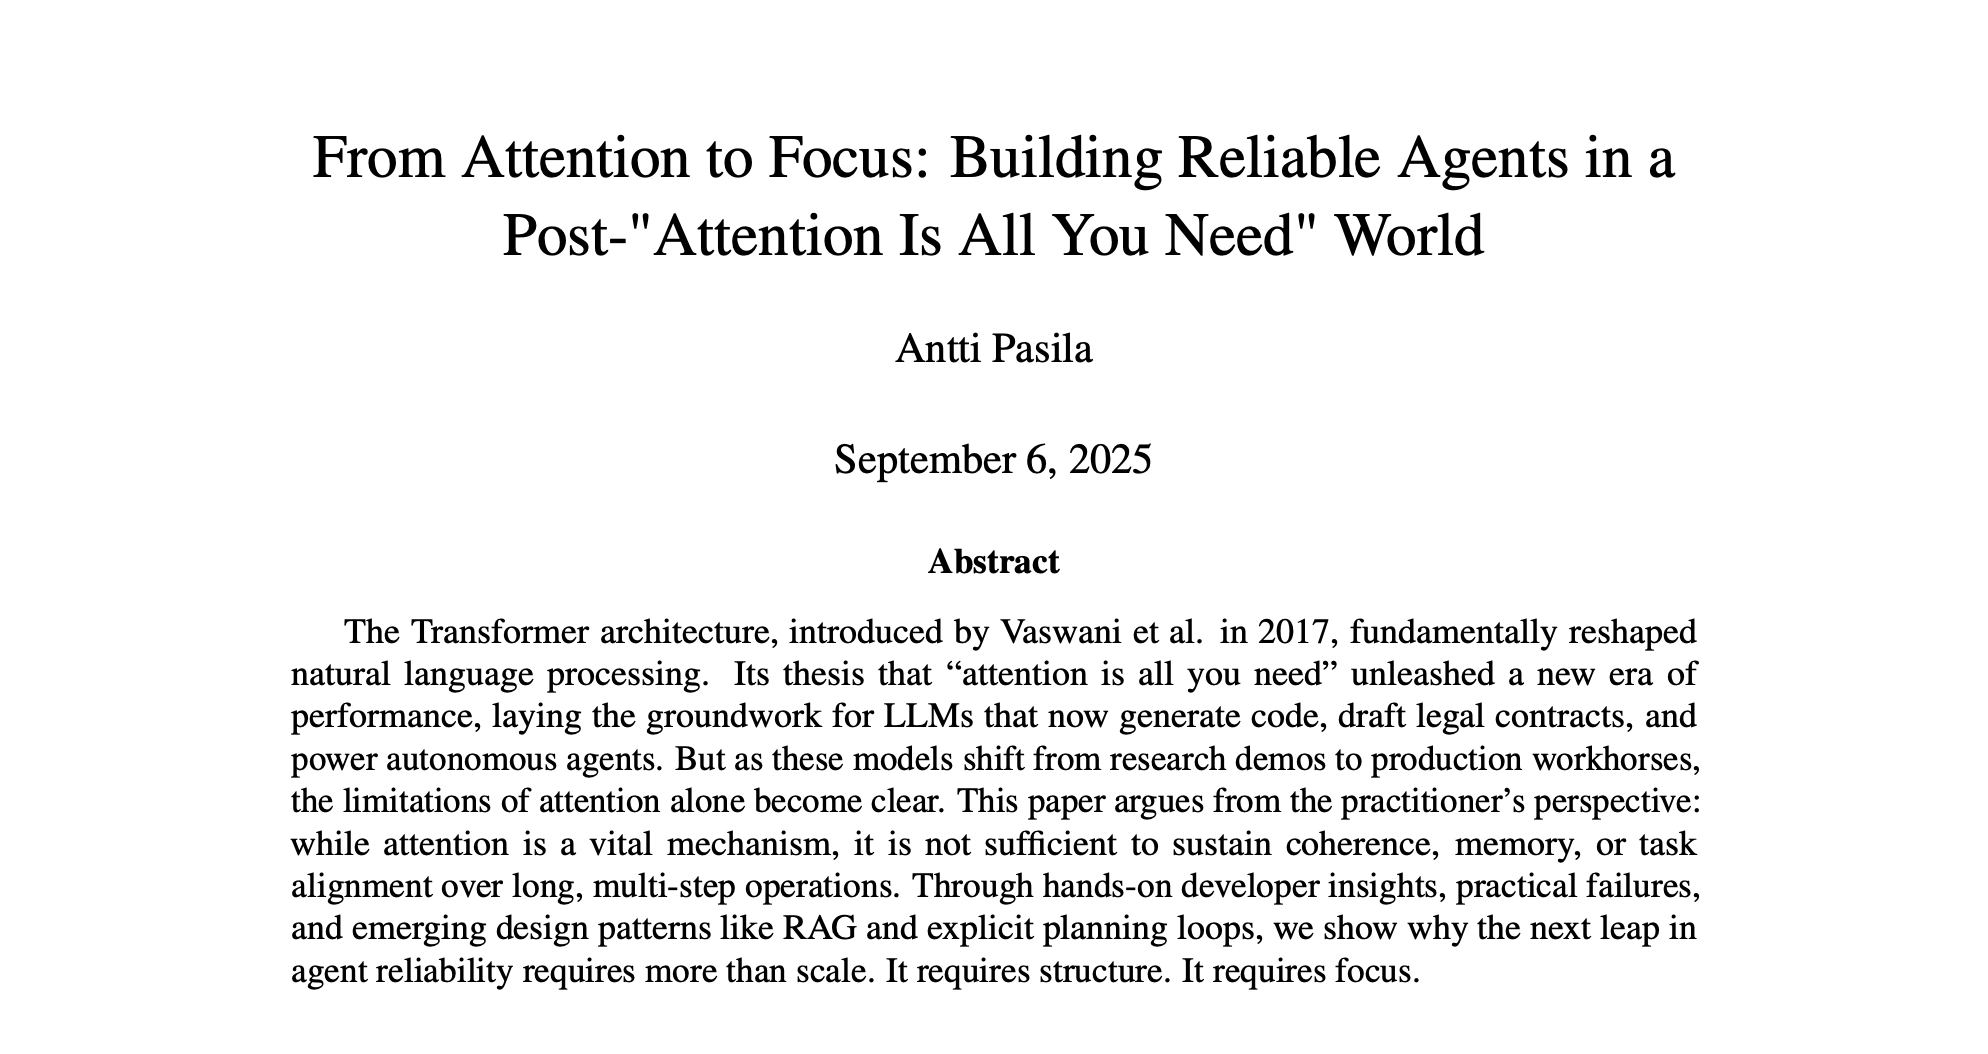 From Attention to Focus: Building Reliable Agents in a
Post-"Attention Is All You Need" World
Antti Pasila
September 6, 2025
Abstract
The Transformer architecture, introduced by Vaswani et al. in 2017, fundamentally reshaped
natural language processing. Its thesis that “attention is all you need” unleashed a new era of
performance, laying the groundwork for LLMs that now generate code, draft legal contracts, and
power autonomous agents. But as these models shift from research demos to production workhorses,
the limitations of attention alone become clear. This paper argues from the practitioner’s perspective:
while attention is a vital mechanism, it is not sufficient to sustain coherence, memory, or task
alignment over long, multi-step operations. Through hands-on developer insights, practical failures,
and emerging design patterns like RAG and explicit planning loops, we show why the next leap in
agent reliability requires more than scale. It requires structure. It requires focus.